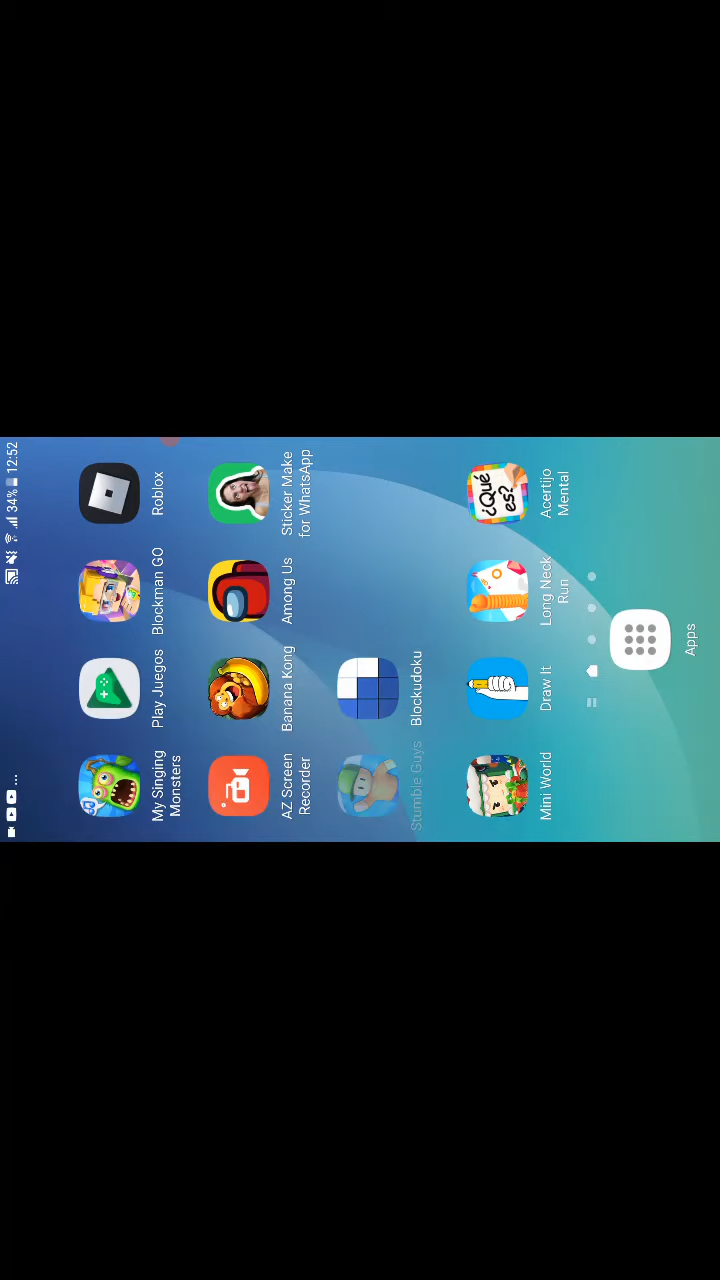 34% 12:52
...
My Singing
Monsters
Play Juegos
Blockman GO
Roblox
AZ Screen
Recorder
Banana Kong
Among Us
Sticker Make
for WhatsApp
Stumble Guys
Blockudoku
¿Qué
es?
Mini World
Draw It
Long Neck
Run
Acertijo
Mental
Apps